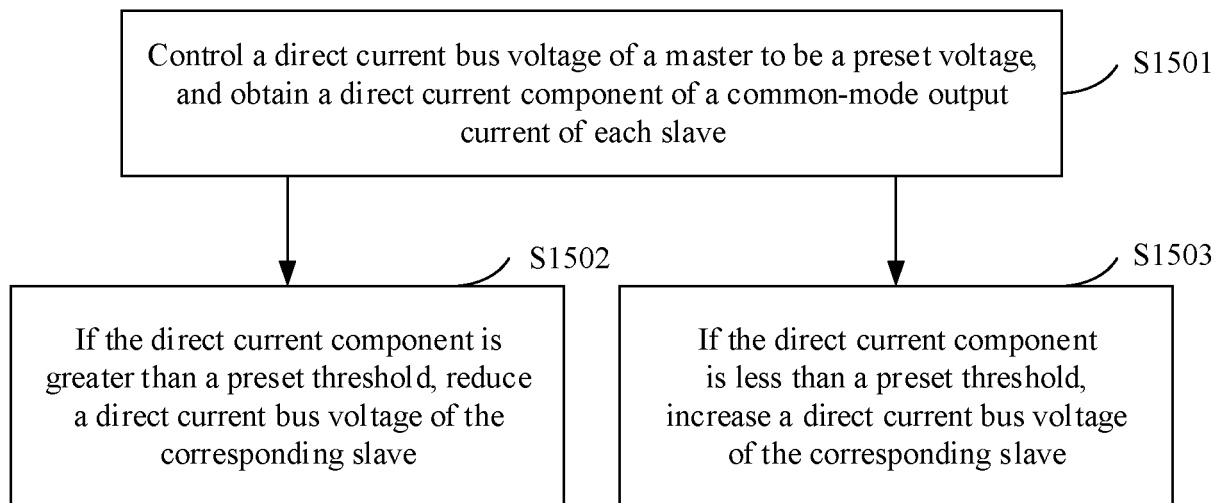 Control a direct current bus voltage of a master to be a preset voltage,
and obtain a direct current component of a common-mode output
current of each slave
S1501
S1502
If the direct current component is
greater than a preset threshold, reduce
a direct current bus voltage of the
corresponding slave
S1503
If the direct current component
is less than a preset threshold,
increase a direct current bus voltage
of the corresponding slave